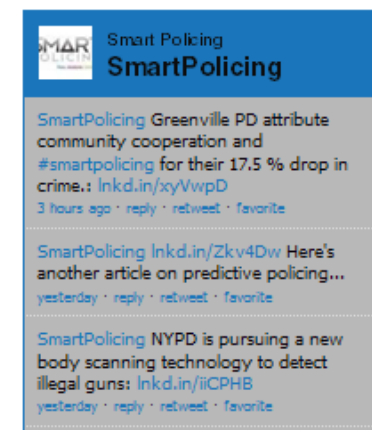 SMAR
OLICIN
Smart Policing
SmartPolicing
SmartPolicing Greenville PD attribute
community cooperation and
#smartpolicing for their 17.5 % drop in
crime.: lnkd.in/xyVwpD
3 hours ago · reply · retweet · favorite
SmartPolicing lnkd.in/Zkv4Dw Here's
another article on predictive policing...
yesterday · reply · retweet · favorite
SmartPolicing NYPD is pursuing a new
body scanning technology to detect
illegal guns: lnkd.in/iiCPHB
yesterday · reply · retweet · favorite